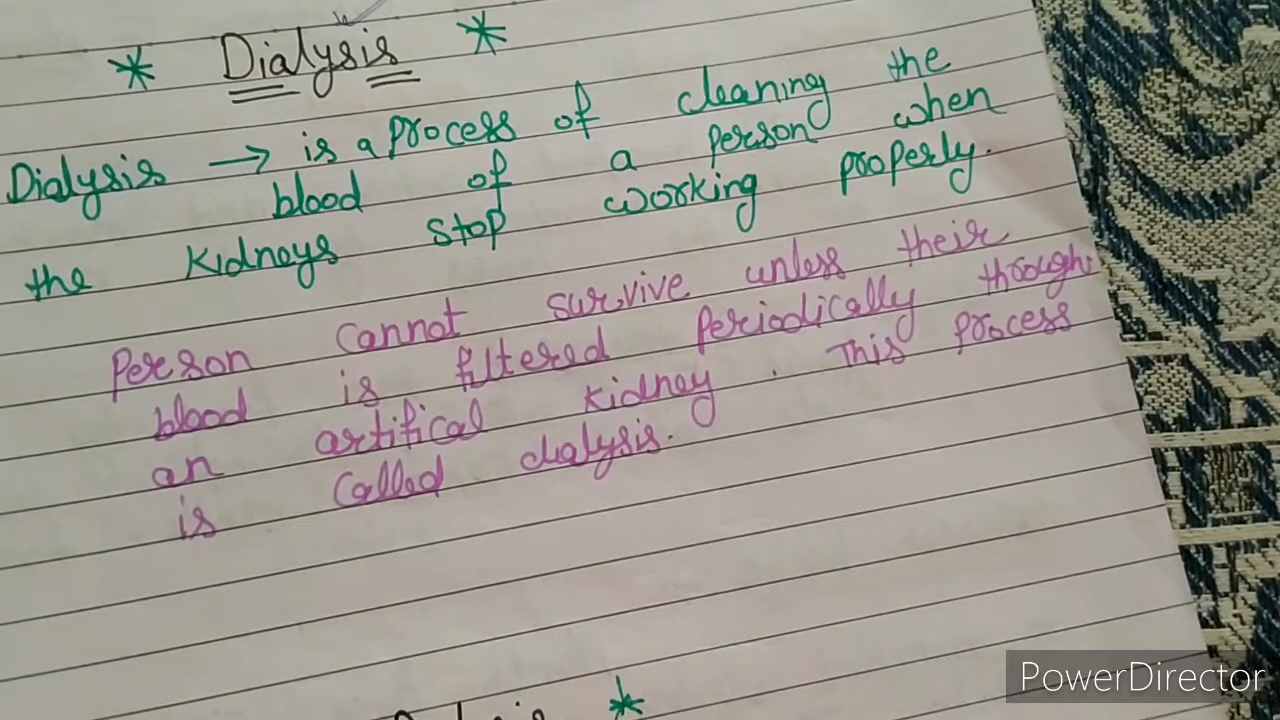 * Dialysis *
Dialysis → is a process of cleaning the
blood of a person when
the kidneys stop working properly.
Person cannot survive unless their
blood is filtered periodically through
an artifical kidney. This process
is called dialysis.
*
PowerDirector